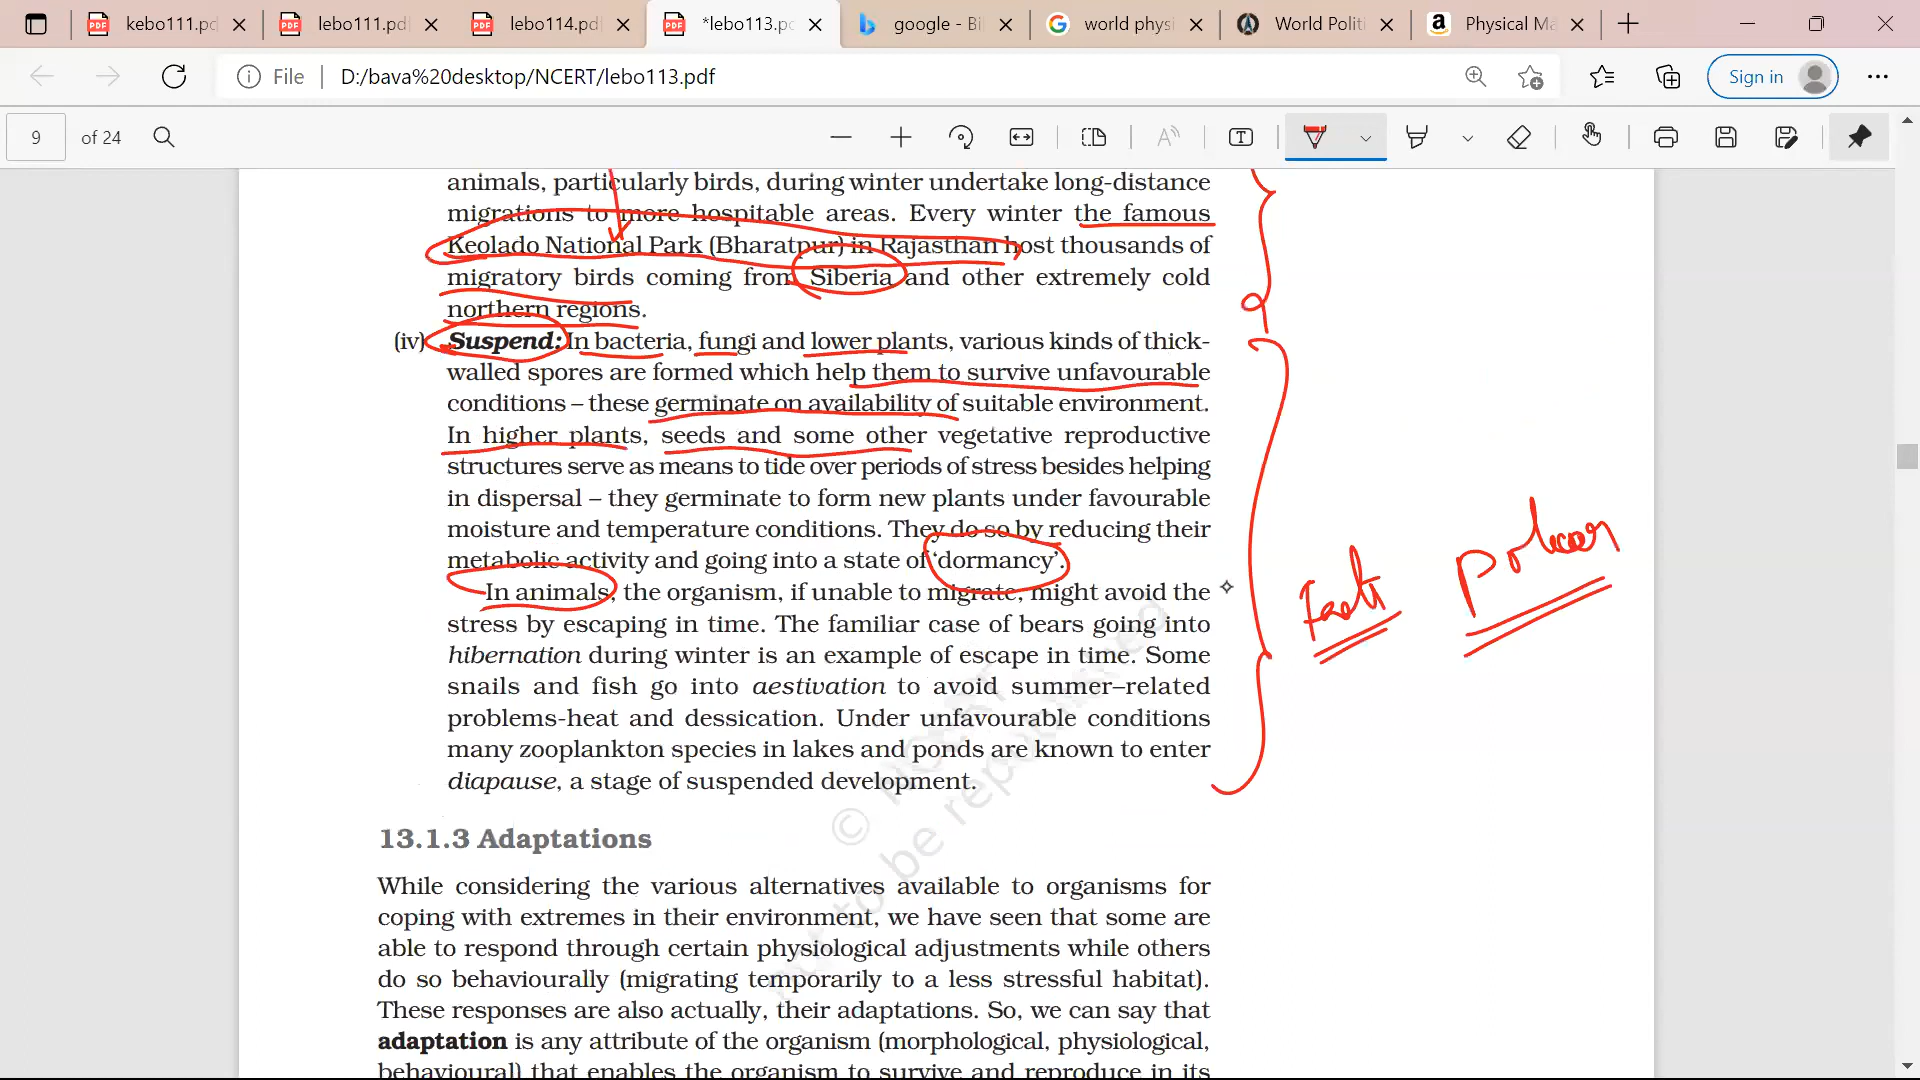 kebo111.pd
lebo111.pdf
lebo114.pdf
*lebo113.pd
google - Bi
world physi
World Politi
Physical Ma
File
D:/bava%20desktop/NCERT/lebo113.pdf
Sign in
9 of 24
animals, particularly birds, during winter undertake long-distance
migrations to more hospitable areas. Every winter the famous
Keolado National Park (Bharatpur) in Rajasthan host thousands of
migratory birds coming from Siberia and other extremely cold
northern regions.
(iv) Suspend: In bacteria, fungi and lower plants, various kinds of thick-
walled spores are formed which help them to survive unfavourable
conditions – these germinate on availability of suitable environment.
In higher plants, seeds and some other vegetative reproductive
structures serve as means to tide over periods of stress besides helping
in dispersal – they germinate to form new plants under favourable
moisture and temperature conditions. They do so by reducing their
metabolic activity and going into a state of 'dormancy'.
In animals, the organism, if unable to migrate, might avoid the
stress by escaping in time. The familiar case of bears going into
hibernation during winter is an example of escape in time. Some
snails and fish go into aestivation to avoid summer–related
problems-heat and dessication. Under unfavourable conditions
many zooplankton species in lakes and ponds are known to enter
diapause, a stage of suspended development.
© NCERT
not to be republished
13.1.3 Adaptations
While considering the various alternatives available to organisms for
coping with extremes in their environment, we have seen that some are
able to respond through certain physiological adjustments while others
do so behaviourally (migrating temporarily to a less stressful habitat).
These responses are also actually, their adaptations. So, we can say that
adaptation is any attribute of the organism (morphological, physiological,
behavioural) that enables the organism to survive and reproduce in its